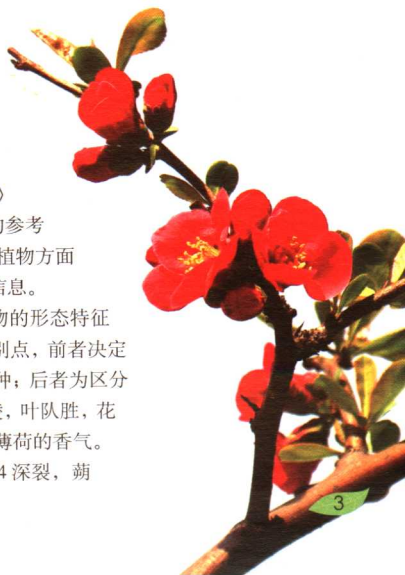 》
的参考
植物方面
信息。
物的形态特征
别点，前者决定
种；后者为区分
，叶队胜，花
薄荷的香气。
4 深裂，蒴
3